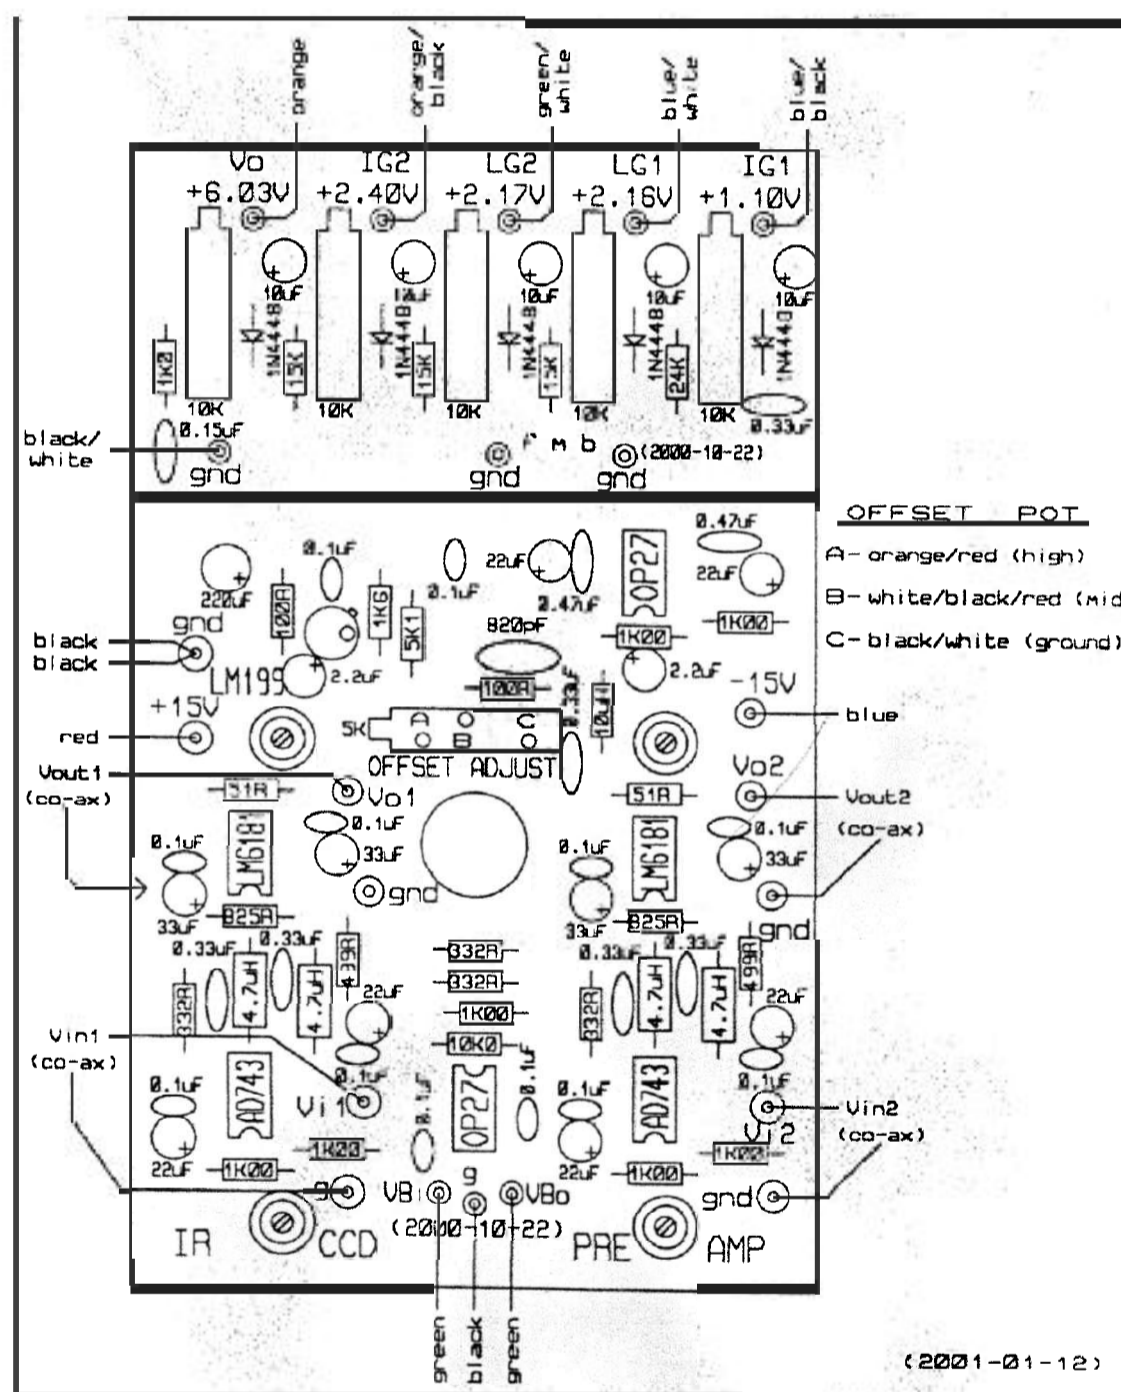 orange
orange/
black
green/
white
blue/
white
blue/
black
Vo
IG2
LG2
LG1
IG1
+6.03V
+2.40V
+2.17V
+2.16V
+1.10V
10uF
10uF
10uF
10uF
10uF
1N4448
1N4448
1N4448
1N4448
1N4448
1K0
15K
15K
15K
24K
10K
10K
10K
10K
10K
0.15uF
0.33uF
black/
white
gnd
gnd
gnd
m b
(2000-10-22)
OFFSET POT
A- orange/red (high)
B- white/black/red (mid
C- black/white (ground)
220uF
0.1uF
0.1uF
22uF
0.47uF
OP27
0.47uF
22uF
100R
1K6
5K1
820pF
1K00
1K00
gnd
black
black
LM199
2.2uF
100R
0.33uF
10uH
2.2uF
-15V
+15V
red
blue
5K
A
B
C
OFFSET ADJUST
Vout1
(co-ax)
51R
Vo1
51R
Vo2
Vout2
(co-ax)
0.1uF
LM6181
0.1uF
33uF
0.1uF
LM6181
0.1uF
33uF
33uF
825R
gnd
33uF
825R
gnd
0.33uF
0.33uF
499R
332R
332R
0.33uF
0.33uF
499R
332R
4.7uH
4.7uH
22uF
1K00
332R
4.7uH
4.7uH
22uF
10K0
Vin1
(co-ax)
0.1uF
AD743
0.1uF
Vi1
0.1uF
OP27
0.1uF
0.1uF
AD743
0.1uF
Vin2
(co-ax)
Vi2
22uF
1K00
1K00
22uF
1K00
1K00
g
VBi
g
VBo
gnd
(2000-10-22)
IR CCD PRE AMP
green
black
green
(2001-01-12)